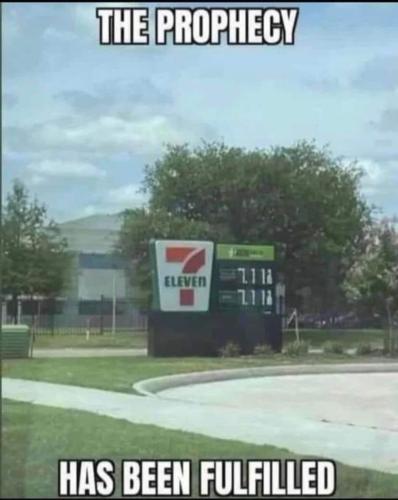 THE PROPHECY
7
ELEVEn
7.11
7.11
HAS BEEN FULFILLED